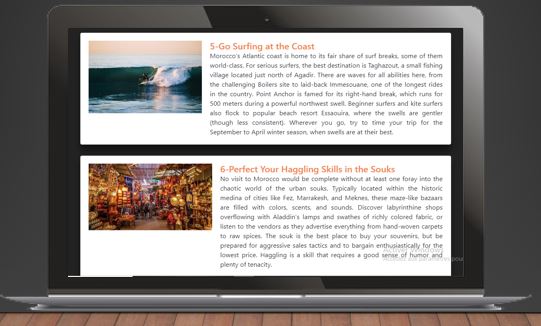 5-Go Surfing at the Coast
Morocco's Atlantic coast is home to its fair share of surf breaks, some of them
world-class. For serious surfers, the best destination is Taghazout, a small fishing
village located just north of Agadir. There are waves for all abilities here, from
the challenging Boilers site to laid-back Immesouane, one of the longest rides
in the country. Point Anchor is famed for its right-hand break, which runs for
500 meters during a powerful northwest swell. Beginner surfers and kite surfers
also flock to popular beach resort Essaouira, where the swells are gentler
(though less consistent). Wherever you go, try to time your trip for the
September to April winter season, when swells are at their best.
6-Perfect Your Haggling Skills in the Souks
No visit to Morocco would be complete without at least one foray into the
chaotic world of the urban souks. Typically located within the historic
medina of cities like Fez, Marrakesh, and Meknes, these maze-like bazaars
are filled with colors, scents, and sounds. Discover labyrinthine shops
overflowing with Aladdin's lamps and swathes of richly colored fabric, or
listen to the vendors as they advertise everything from hand-woven carpets
to raw spices. The souk is the best place to buy your souvenirs, but be
prepared for aggressive sales tactics and to bargain enthusiastically for the
lowest price. Haggling is a skill that requires a good sense of humor and
plenty of tenacity.